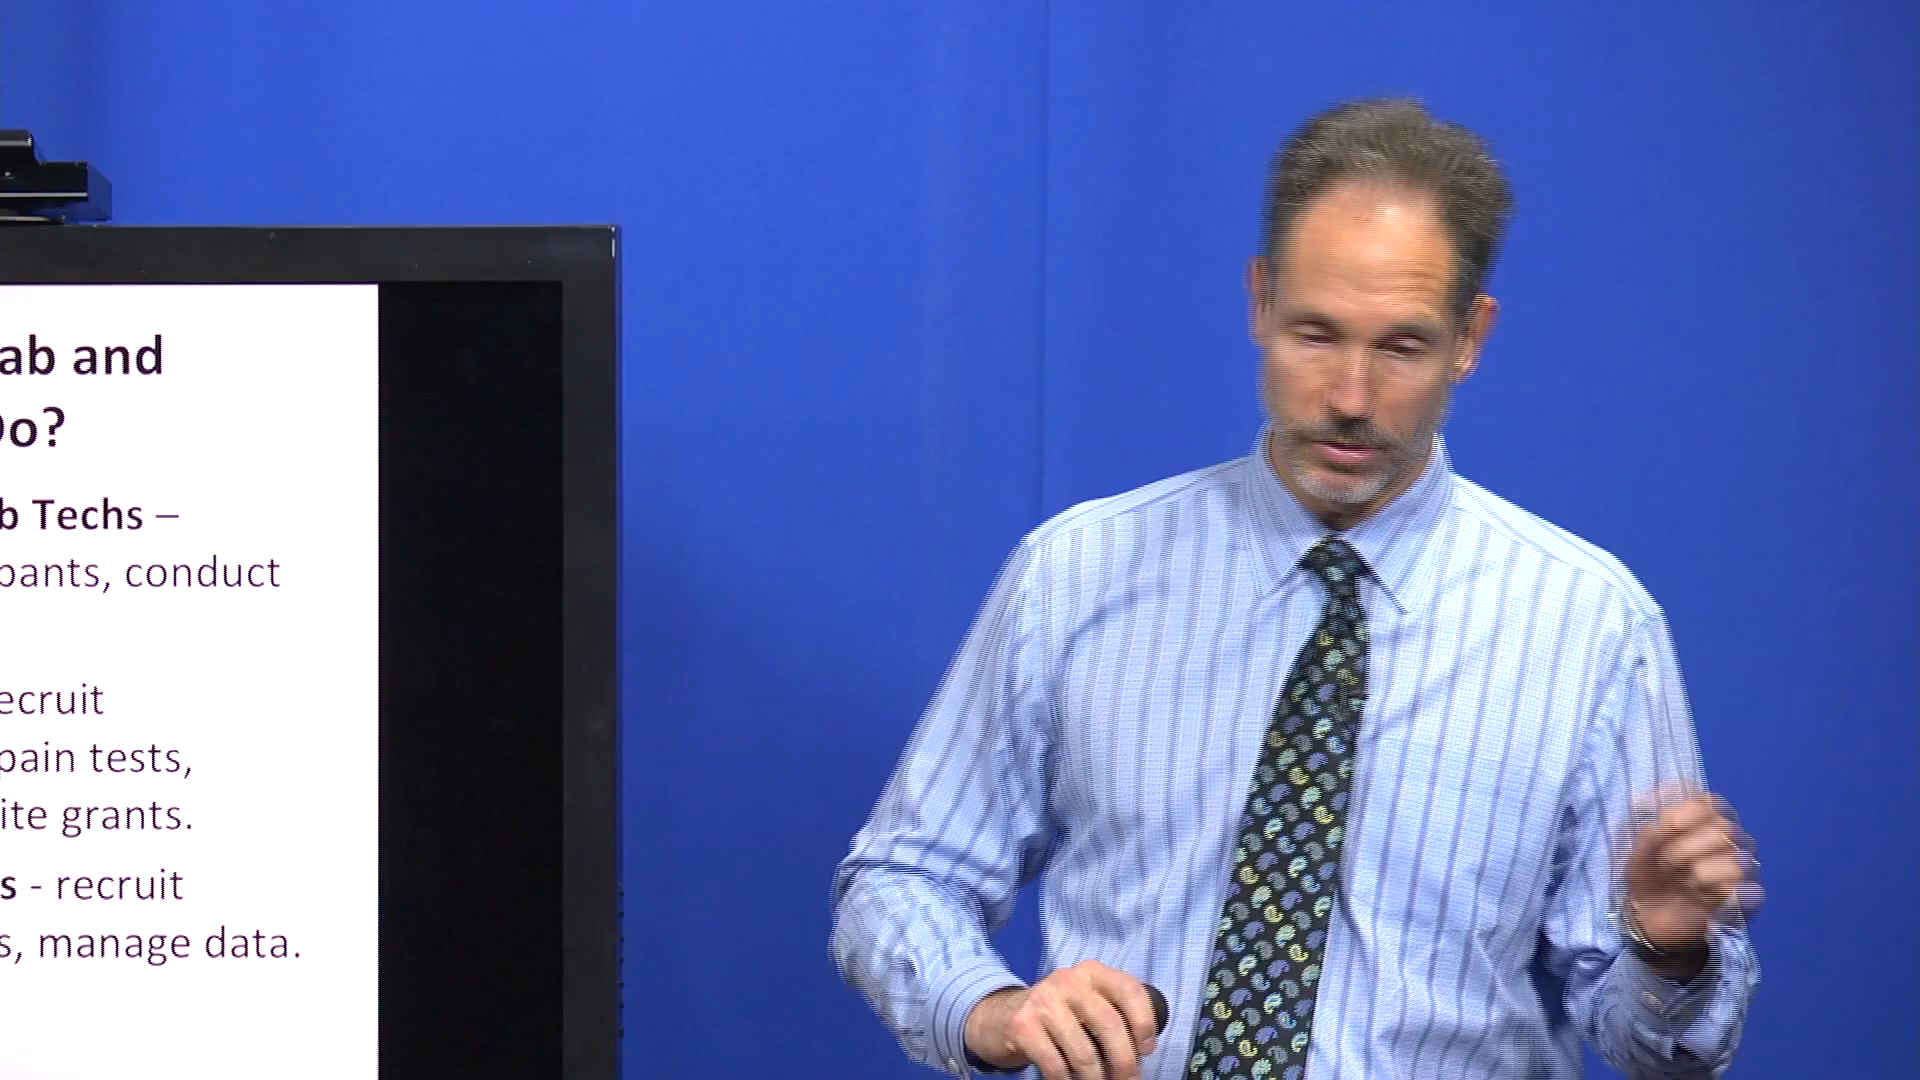 ab and
Do?
b Techs –
pants, conduct
ecruit
pain tests,
ite grants.
s - recruit
s, manage data.